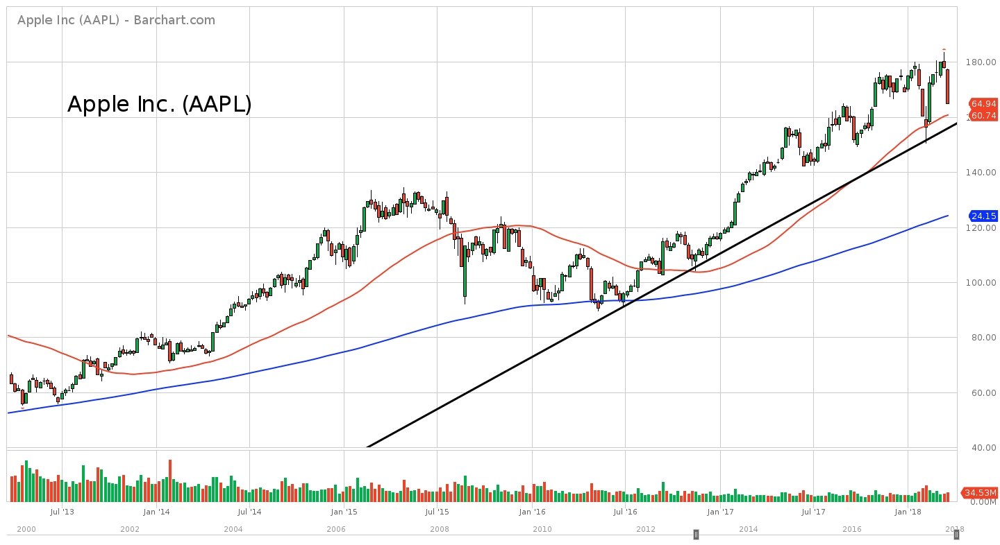 Apple Inc (AAPL) - Barchart.com
Apple Inc. (AAPL)
180.00
64.94
60.74
140.00
24.15
120.00
100.00
80.00
60.00
40.00
34.53M
0.00M
Jul '13 Jan '14 Jul '14 Jan '15 Jul '15 Jan '16 Jul '16 Jan '17 Jul '17 Jan '18
2000 2002 2004 2006 2008 2010 2012 2014 2016 2018